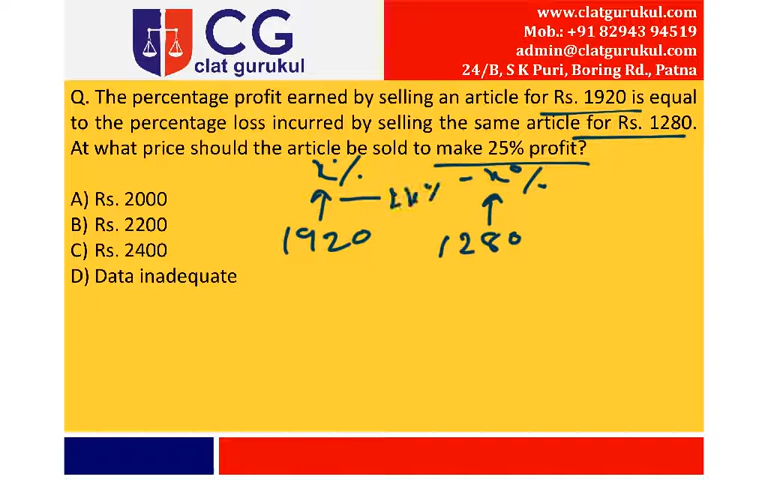 CG
clat gurukul
www.clatgurukul.com
Mob.: +91 82943 94519
admin@clatgurukul.com
24/B, S K Puri, Boring Rd., Patna
Q. The percentage profit earned by selling an article for Rs. 1920 is equal
to the percentage loss incurred by selling the same article for Rs. 1280.
At what price should the article be sold to make 25% profit?
x% - x%
A) Rs. 2000
B) Rs. 2200
1920 1280
C) Rs. 2400
D) Data inadequate